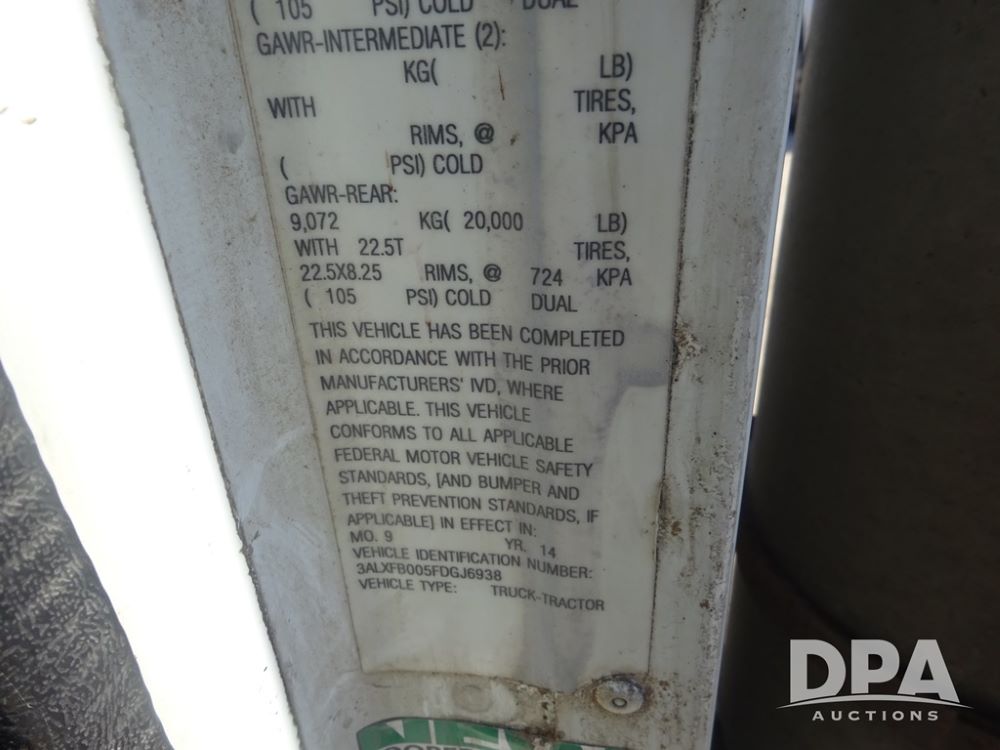 ( 105 PSI) COLD DUAL
GAWR-INTERMEDIATE (2):
KG( LB)
WITH TIRES,
RIMS, @ KPA
( PSI) COLD
GAWR-REAR:
9,072 KG( 20,000 LB)
WITH 22.5T TIRES,
22.5X8.25 RIMS, @ 724 KPA
( 105 PSI) COLD DUAL
THIS VEHICLE HAS BEEN COMPLETED
IN ACCORDANCE WITH THE PRIOR
MANUFACTURERS' IVD, WHERE
APPLICABLE. THIS VEHICLE
CONFORMS TO ALL APPLICABLE
FEDERAL MOTOR VEHICLE SAFETY
STANDARDS, [AND BUMPER AND
THEFT PREVENTION STANDARDS, IF
APPLICABLE] IN EFFECT IN:
MO. 9 YR. 14
VEHICLE IDENTIFICATION NUMBER:
3ALXFB005FDGJ6938
VEHICLE TYPE: TRUCK-TRACTOR
DPA
AUCTIONS